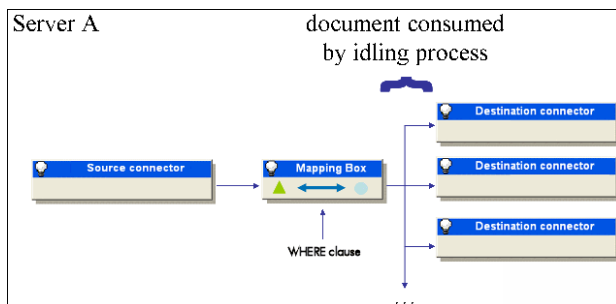 Server A
document consumed
by idling process
Destination connector
Source connector
Mapping Box
Destination connector
Destination connector
WHERE clause
...